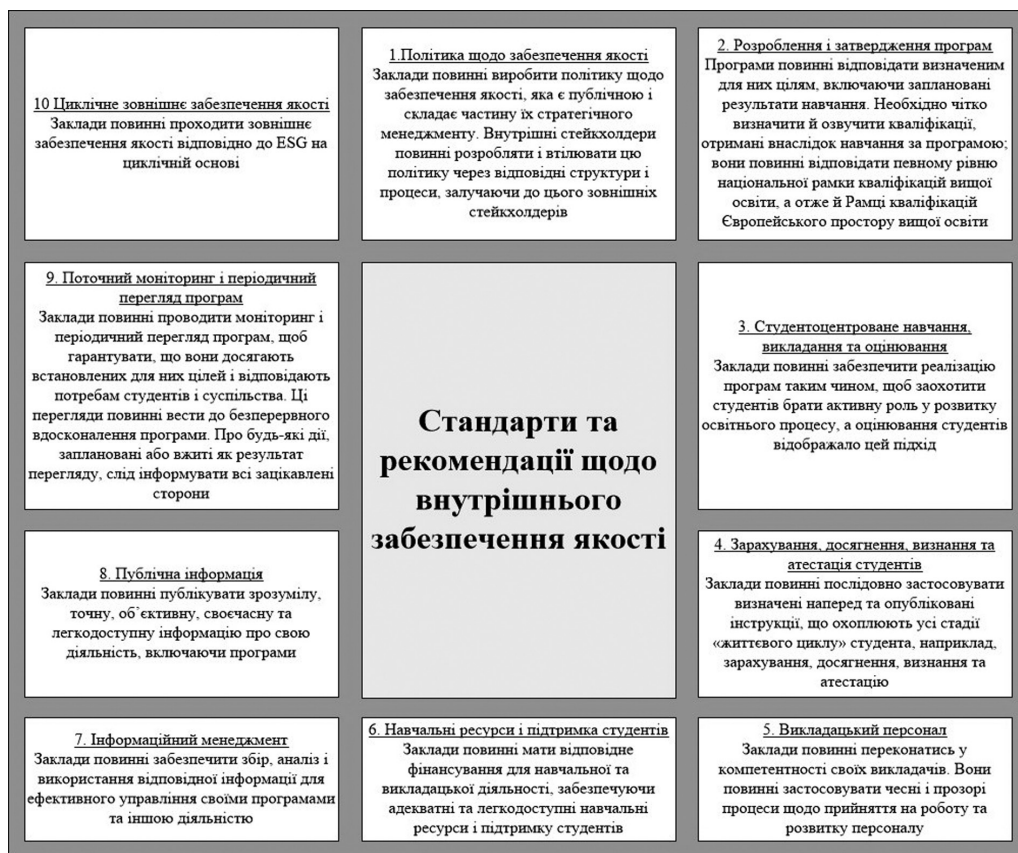 10 Циклічне зовнішнє забезпечення якості
Заклади повинні проходити зовнішнє
забезпечення якості відповідно до ESG на
циклічній основі
1.Політика щодо забезпечення якості
Заклади повинні виробити політику щодо
забезпечення якості, яка є публічною і
складає частину їх стратегічного
менеджменту. Внутрішні стейкхолдери
повинні розробляти і втілювати цю
політику через відповідні структури і
процеси, залучаючи до цього зовнішніх
стейкхолдерів
2. Розроблення і затвердження програм
Програми повинні відповідати визначеним
для них цілям, включаючи заплановані
результати навчання. Необхідно чітко
визначити й озвучити кваліфікації,
отримані внаслідок навчання за програмою;
вони повинні відповідати певному рівню
національної рамки кваліфікацій вищої
освіти, а отже й Рамці кваліфікацій
Європейського простору вищої освіти
9. Поточний моніторинг і періодичний
перегляд програм
Заклади повинні проводити моніторинг і
періодичний перегляд програм, щоб
гарантувати, що вони досягають
встановлених для них цілей і відповідають
потребам студентів і суспільства. Ці
перегляди повинні вести до безперервного
вдосконалення програми. Про будь-які дії,
заплановані або вжиті як результат
перегляду, слід інформувати всі зацікавлені
сторони
Стандарти та
рекомендації щодо
внутрішнього
забезпечення якості
3. Студентоцентроване навчання,
викладання та оцінювання
Заклади повинні забезпечити реалізацію
програм таким чином, щоб заохотити
студентів брати активну роль у розвитку
освітнього процесу, а оцінювання студентів
відображало цей підхід
8. Публічна інформація
Заклади повинні публікувати зрозумілу,
точну, об᾽єктивну, своєчасну та
легкодоступну інформацію про свою
діяльність, включаючи програми
4. Зарахування, досягнення, визнання та
атестація студентів
Заклади повинні послідовно застосовувати
визначені наперед та опубліковані
інструкції, що охоплюють усі стадії
«життєвого циклу» студента, наприклад,
зарахування, досягнення, визнання та
атестацію
7. Інформаційний менеджмент
Заклади повинні забезпечити збір, аналіз і
використання відповідної інформації для
ефективного управління своїми програмами
та іншою діяльністю
6. Навчальні ресурси і підтримка студентів
Заклади повинні мати відповідне
фінансування для навчальної та
викладацької діяльності, забезпечуючи
адекватні та легкодоступні навчальні
ресурси і підтримку студентів
5. Викладацький персонал
Заклади повинні переконатись у
компетентності своїх викладачів. Вони
повинні застосовувати чесні і прозорі
процеси щодо прийняття на роботу та
розвитку персоналу